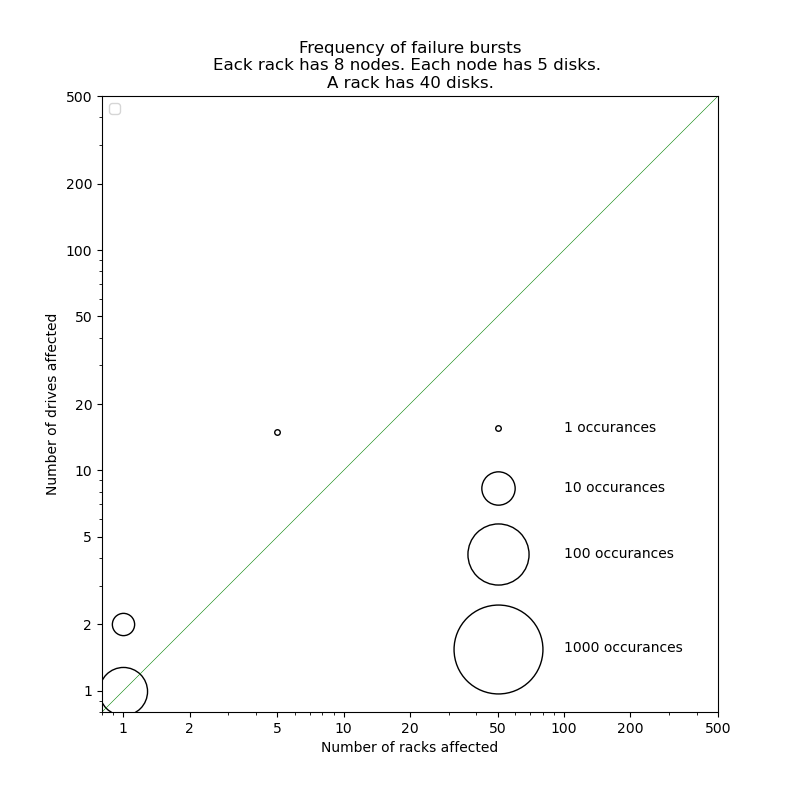 Frequency of failure bursts
Each rack has 8 nodes. Each node has 5 disks.
A rack has 40 disks.
500
200
100
50
20
10
5
2
1
Number of drives affected
1 occurances
10 occurances
100 occurances
1000 occurances
1 2 5 10 20 50 100 200 500
Number of racks affected